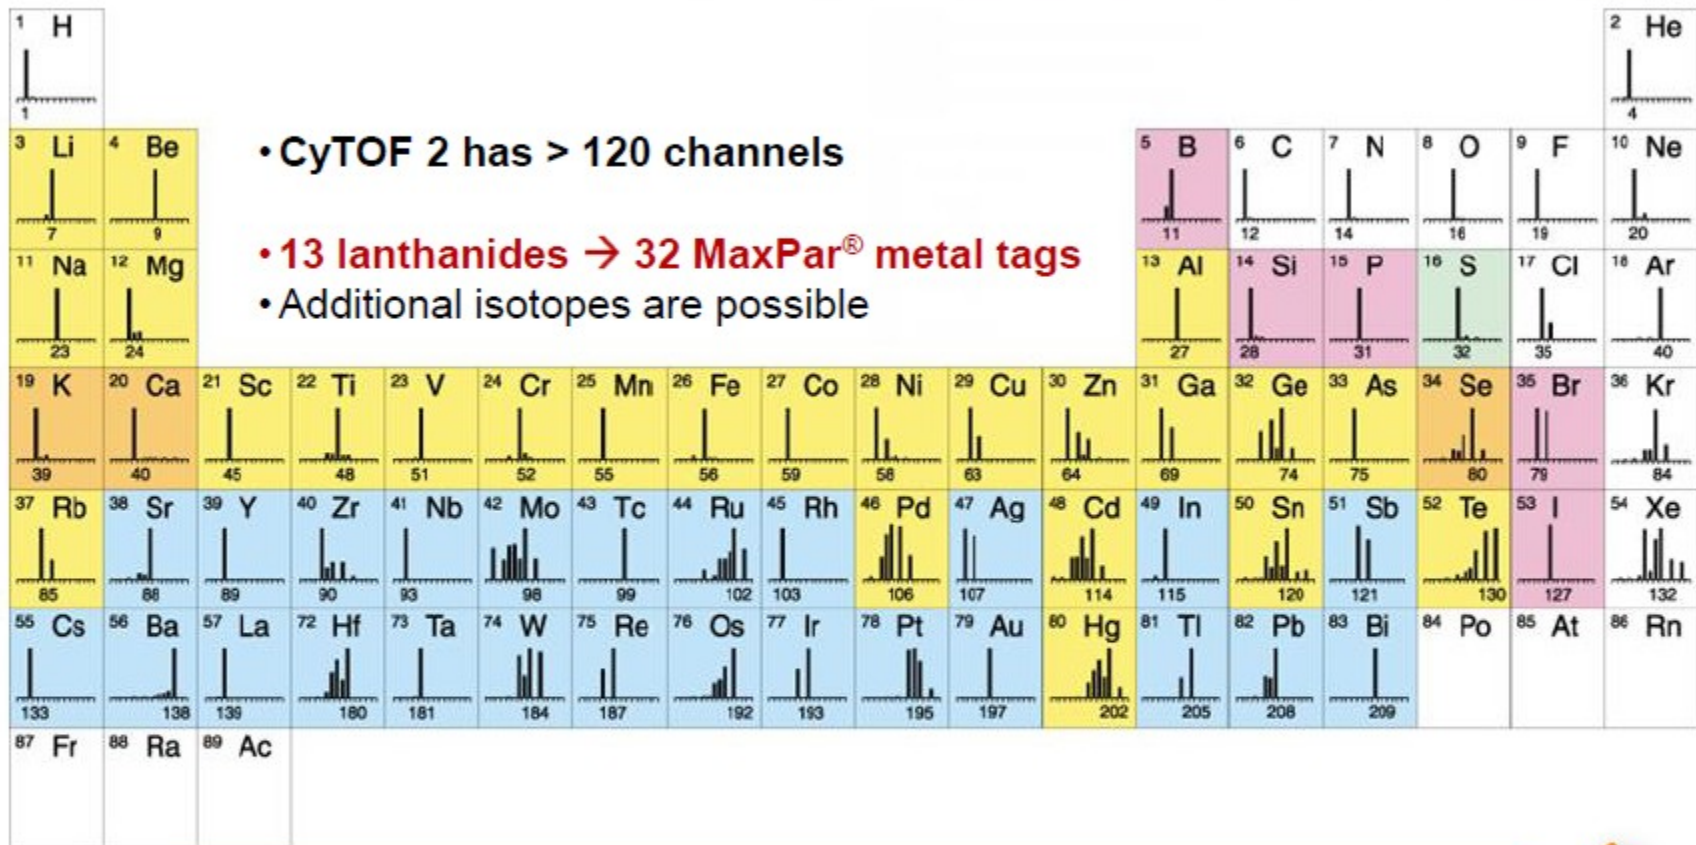 1 H 2 He
1 4
3 Li 4 Be 5 B 6 C 7 N 8 O 9 F 10 Ne
• CyTOF 2 has > 120 channels
7 9 11 12 14 16 19 20
• 13 lanthanides → 32 MaxPar® metal tags
11 Na 12 Mg 13 Al 14 Si 15 P 16 S 17 Cl 18 Ar
• Additional isotopes are possible
23 24 27 28 31 32 35 40
19 K 20 Ca 21 Sc 22 Ti 23 V 24 Cr 25 Mn 26 Fe 27 Co 28 Ni 29 Cu 30 Zn 31 Ga 32 Ge 33 As 34 Se 35 Br 36 Kr
39 40 45 48 51 52 55 56 59 58 63 64 69 74 75 80 79 84
37 Rb 38 Sr 39 Y 40 Zr 41 Nb 42 Mo 43 Tc 44 Ru 45 Rh 46 Pd 47 Ag 48 Cd 49 In 50 Sn 51 Sb 52 Te 53 I 54 Xe
85 88 89 90 93 98 99 102 103 106 107 114 115 120 121 130 127 132
55 Cs 56 Ba 57 La 72 Hf 73 Ta 74 W 75 Re 76 Os 77 Ir 78 Pt 79 Au 80 Hg 81 Tl 82 Pb 83 Bi 84 Po 85 At 86 Rn
133 138 139 180 181 184 187 192 193 195 197 202 205 208 209
87 Fr 88 Ra 89 Ac